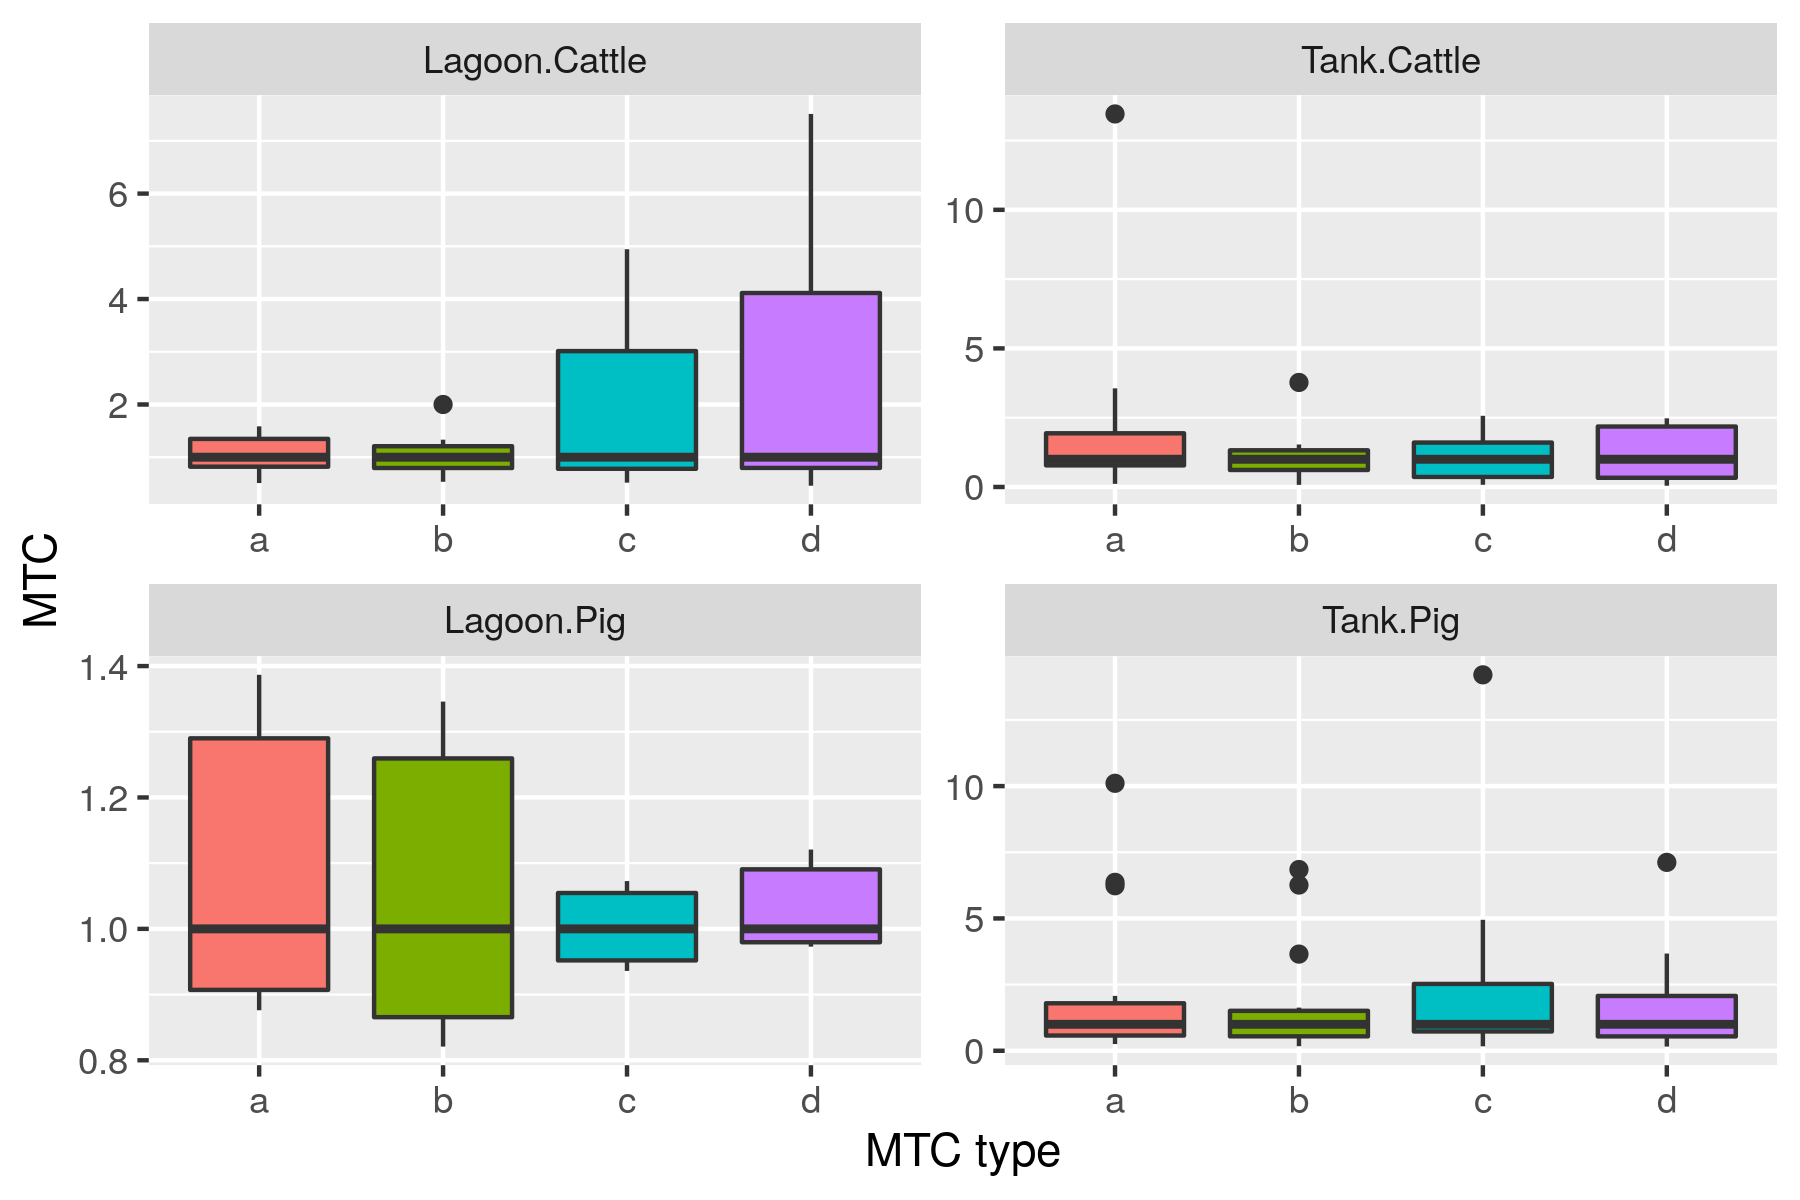 Lagoon.Cattle
Tank.Cattle
6
4
2
a b c d
10
5
0
a b c d
MTC
Lagoon.Pig
Tank.Pig
1.4
1.2
1.0
0.8
a b c d
10
5
0
a b c d
MTC type